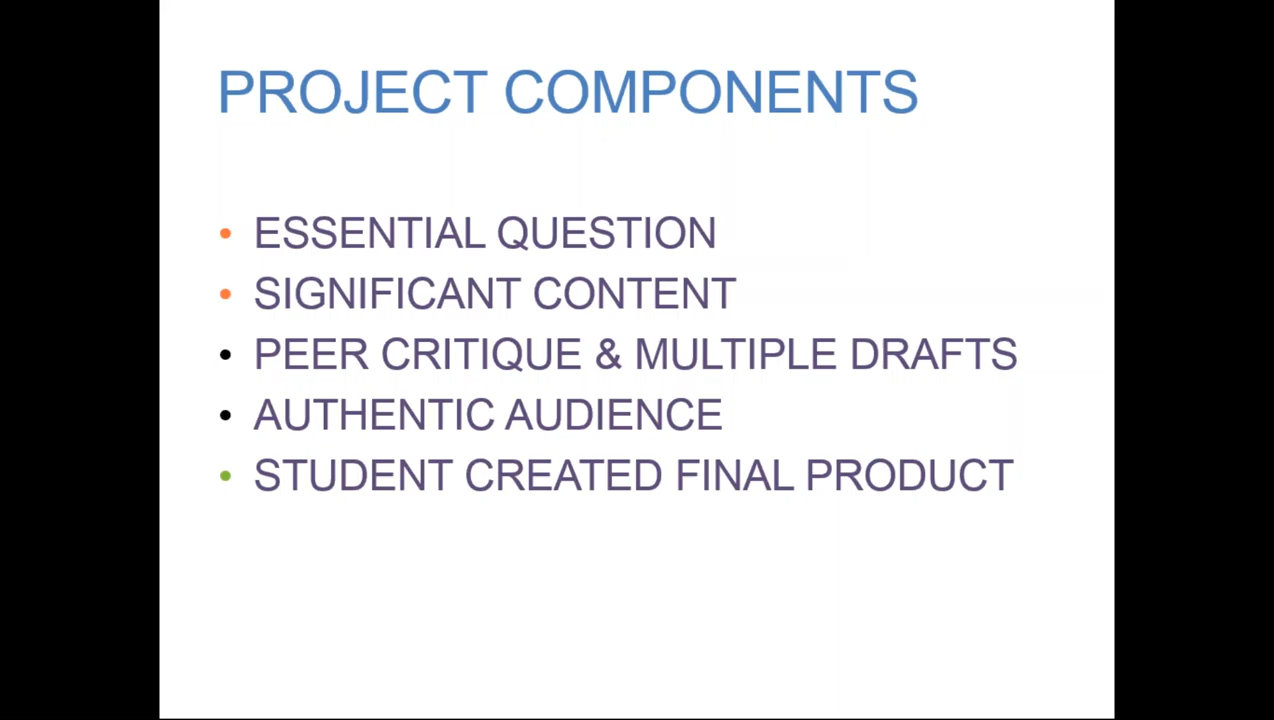 PROJECT COMPONENTS
• ESSENTIAL QUESTION
• SIGNIFICANT CONTENT
• PEER CRITIQUE & MULTIPLE DRAFTS
• AUTHENTIC AUDIENCE
• STUDENT CREATED FINAL PRODUCT